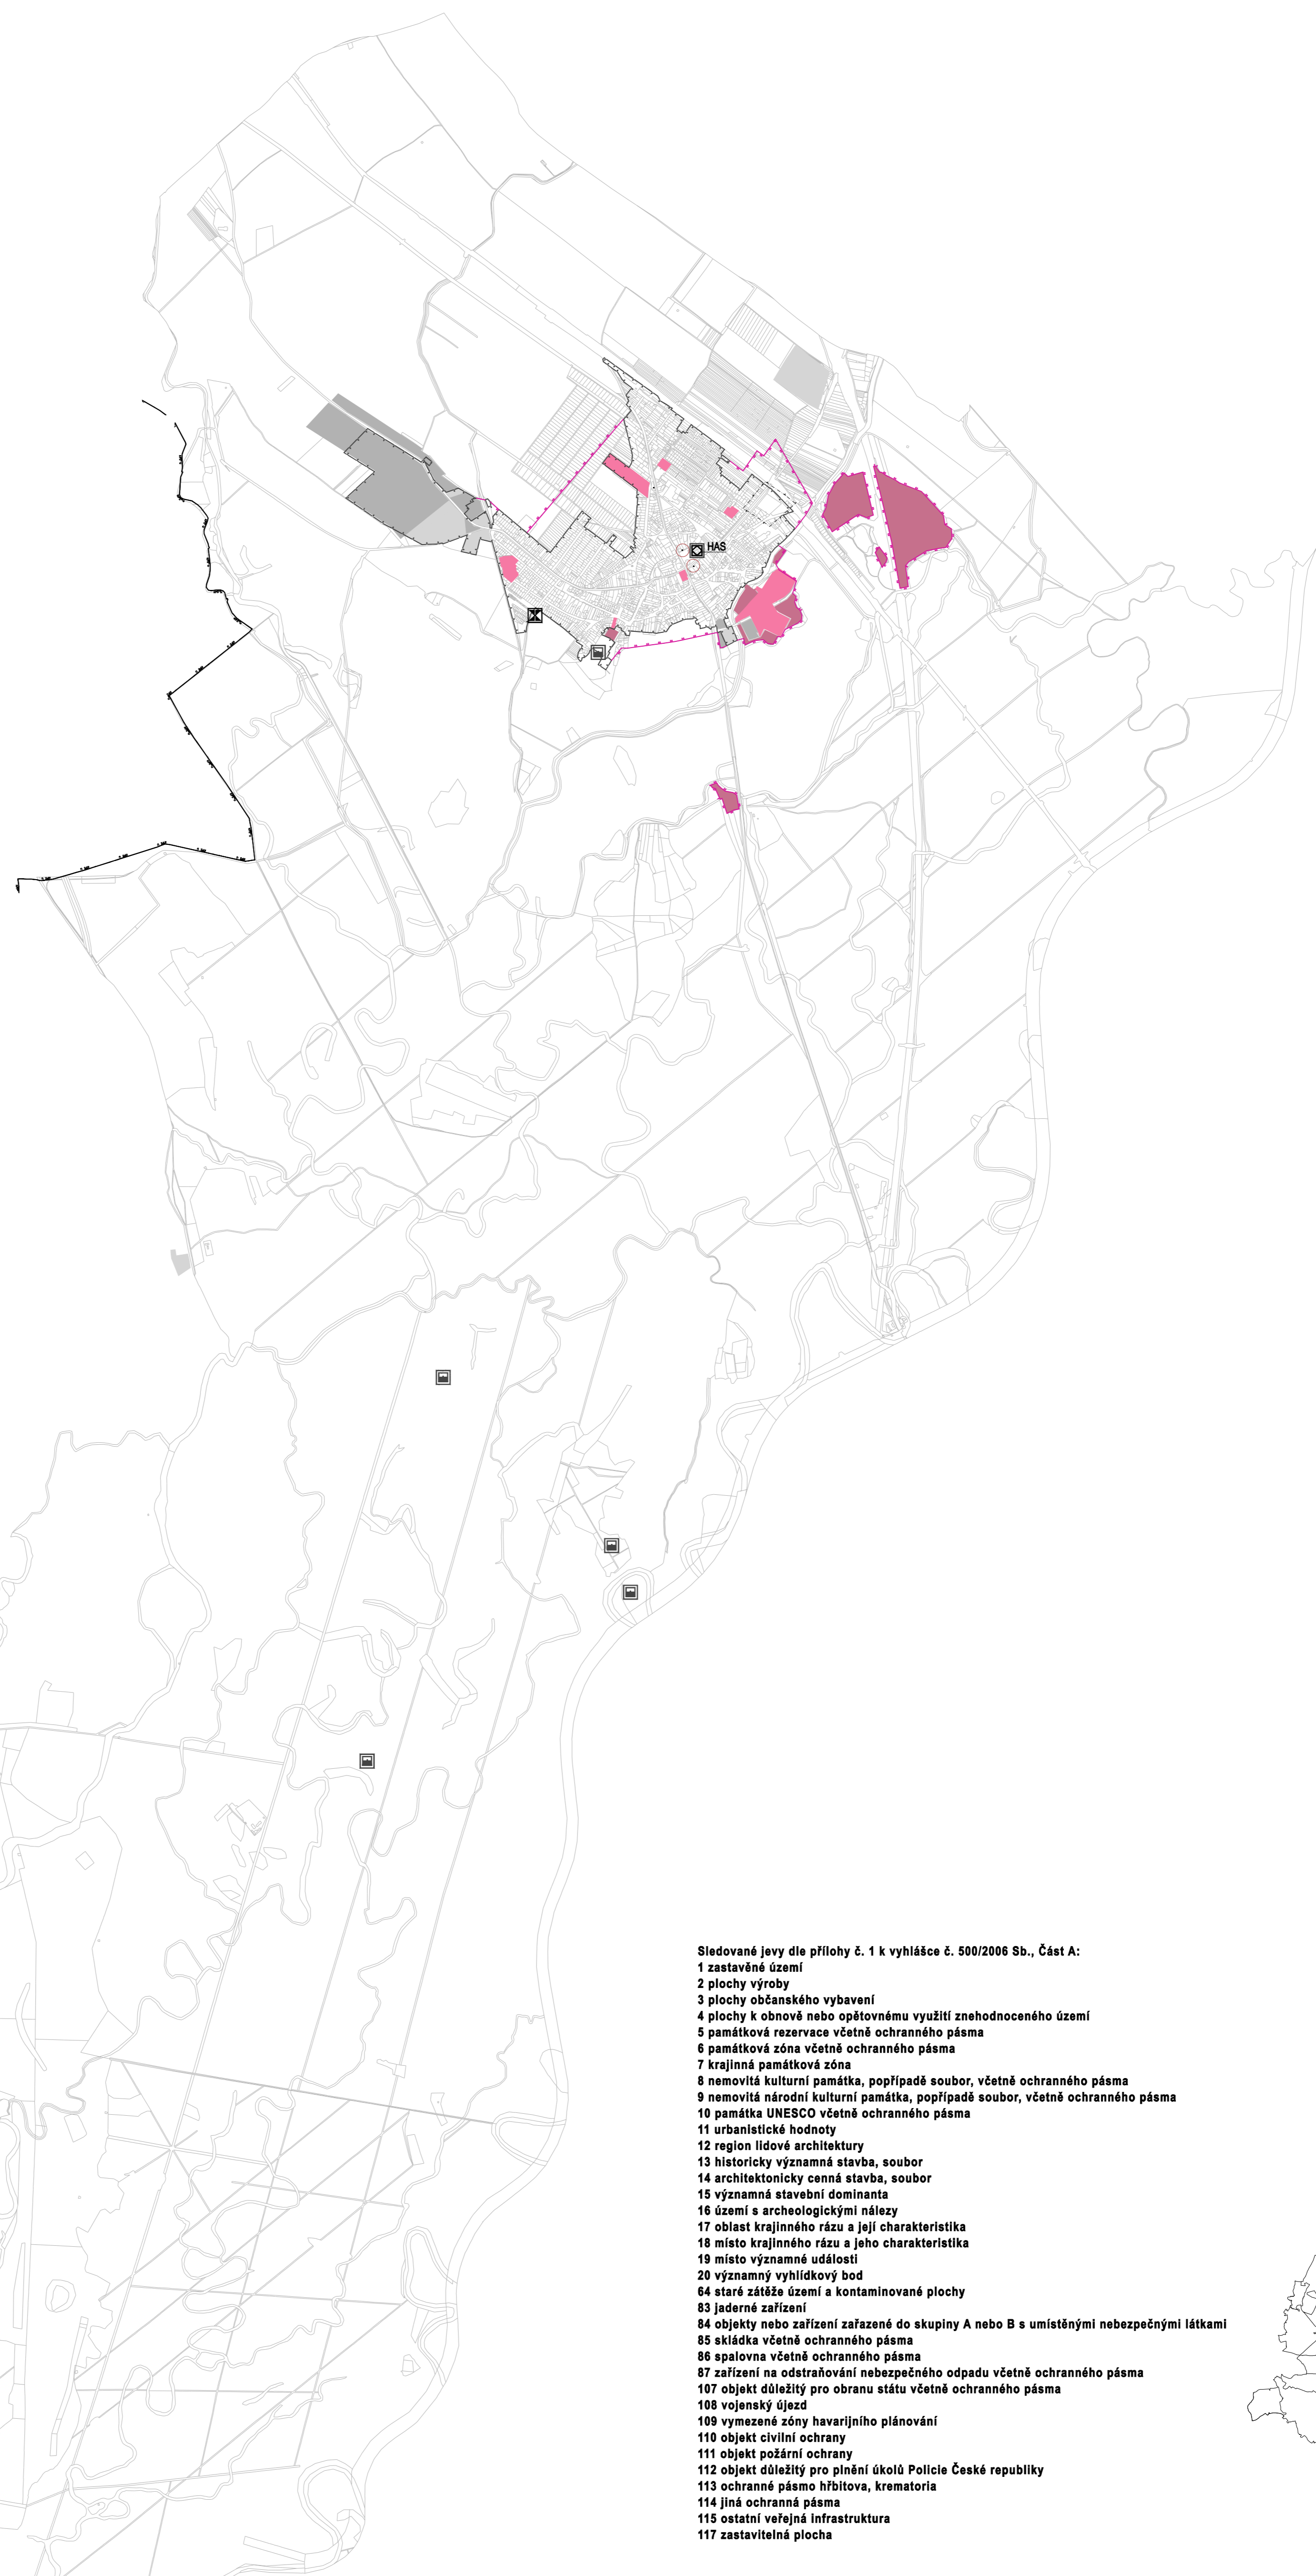 HAS
Sledované jevy dle přílohy č. 1 k vyhlášce č. 500/2006 Sb., Část A:
1 zastavěné území
2 plochy výroby
3 plochy občanského vybavení
4 plochy k obnově nebo opětovnému využití znehodnoceného území
5 památková rezervace včetně ochranného pásma
6 památková zóna včetně ochranného pásma
7 krajinná památková zóna
8 nemovitá kulturní památka, popřípadě soubor, včetně ochranného pásma
9 nemovitá národní kulturní památka, popřípadě soubor, včetně ochranného pásma
10 památka UNESCO včetně ochranného pásma
11 urbanistické hodnoty
12 region lidové architektury
13 historicky významná stavba, soubor
14 architektonicky cenná stavba, soubor
15 významná stavební dominanta
16 území s archeologickými nálezy
17 oblast krajinného rázu a její charakteristika
18 místo krajinného rázu a jeho charakteristika
19 místo významné události
20 významný vyhlídkový bod
64 staré zátěže území a kontaminované plochy
83 jaderné zařízení
84 objekty nebo zařízení zařazené do skupiny A nebo B s umístěnými nebezpečnými látkami
85 skládka včetně ochranného pásma
86 spalovna včetně ochranného pásma
87 zařízení na odstraňování nebezpečného odpadu včetně ochranného pásma
107 objekt důležitý pro obranu státu včetně ochranného pásma
108 vojenský újezd
109 vymezené zóny havarijního plánování
110 objekt civilní ochrany
111 objekt požární ochrany
112 objekt důležitý pro plnění úkolů Policie České republiky
113 ochranné pásmo hřbitova, krematoria
114 jiná ochranná pásma
115 ostatní veřejná infrastruktura
117 zastavitelná plocha